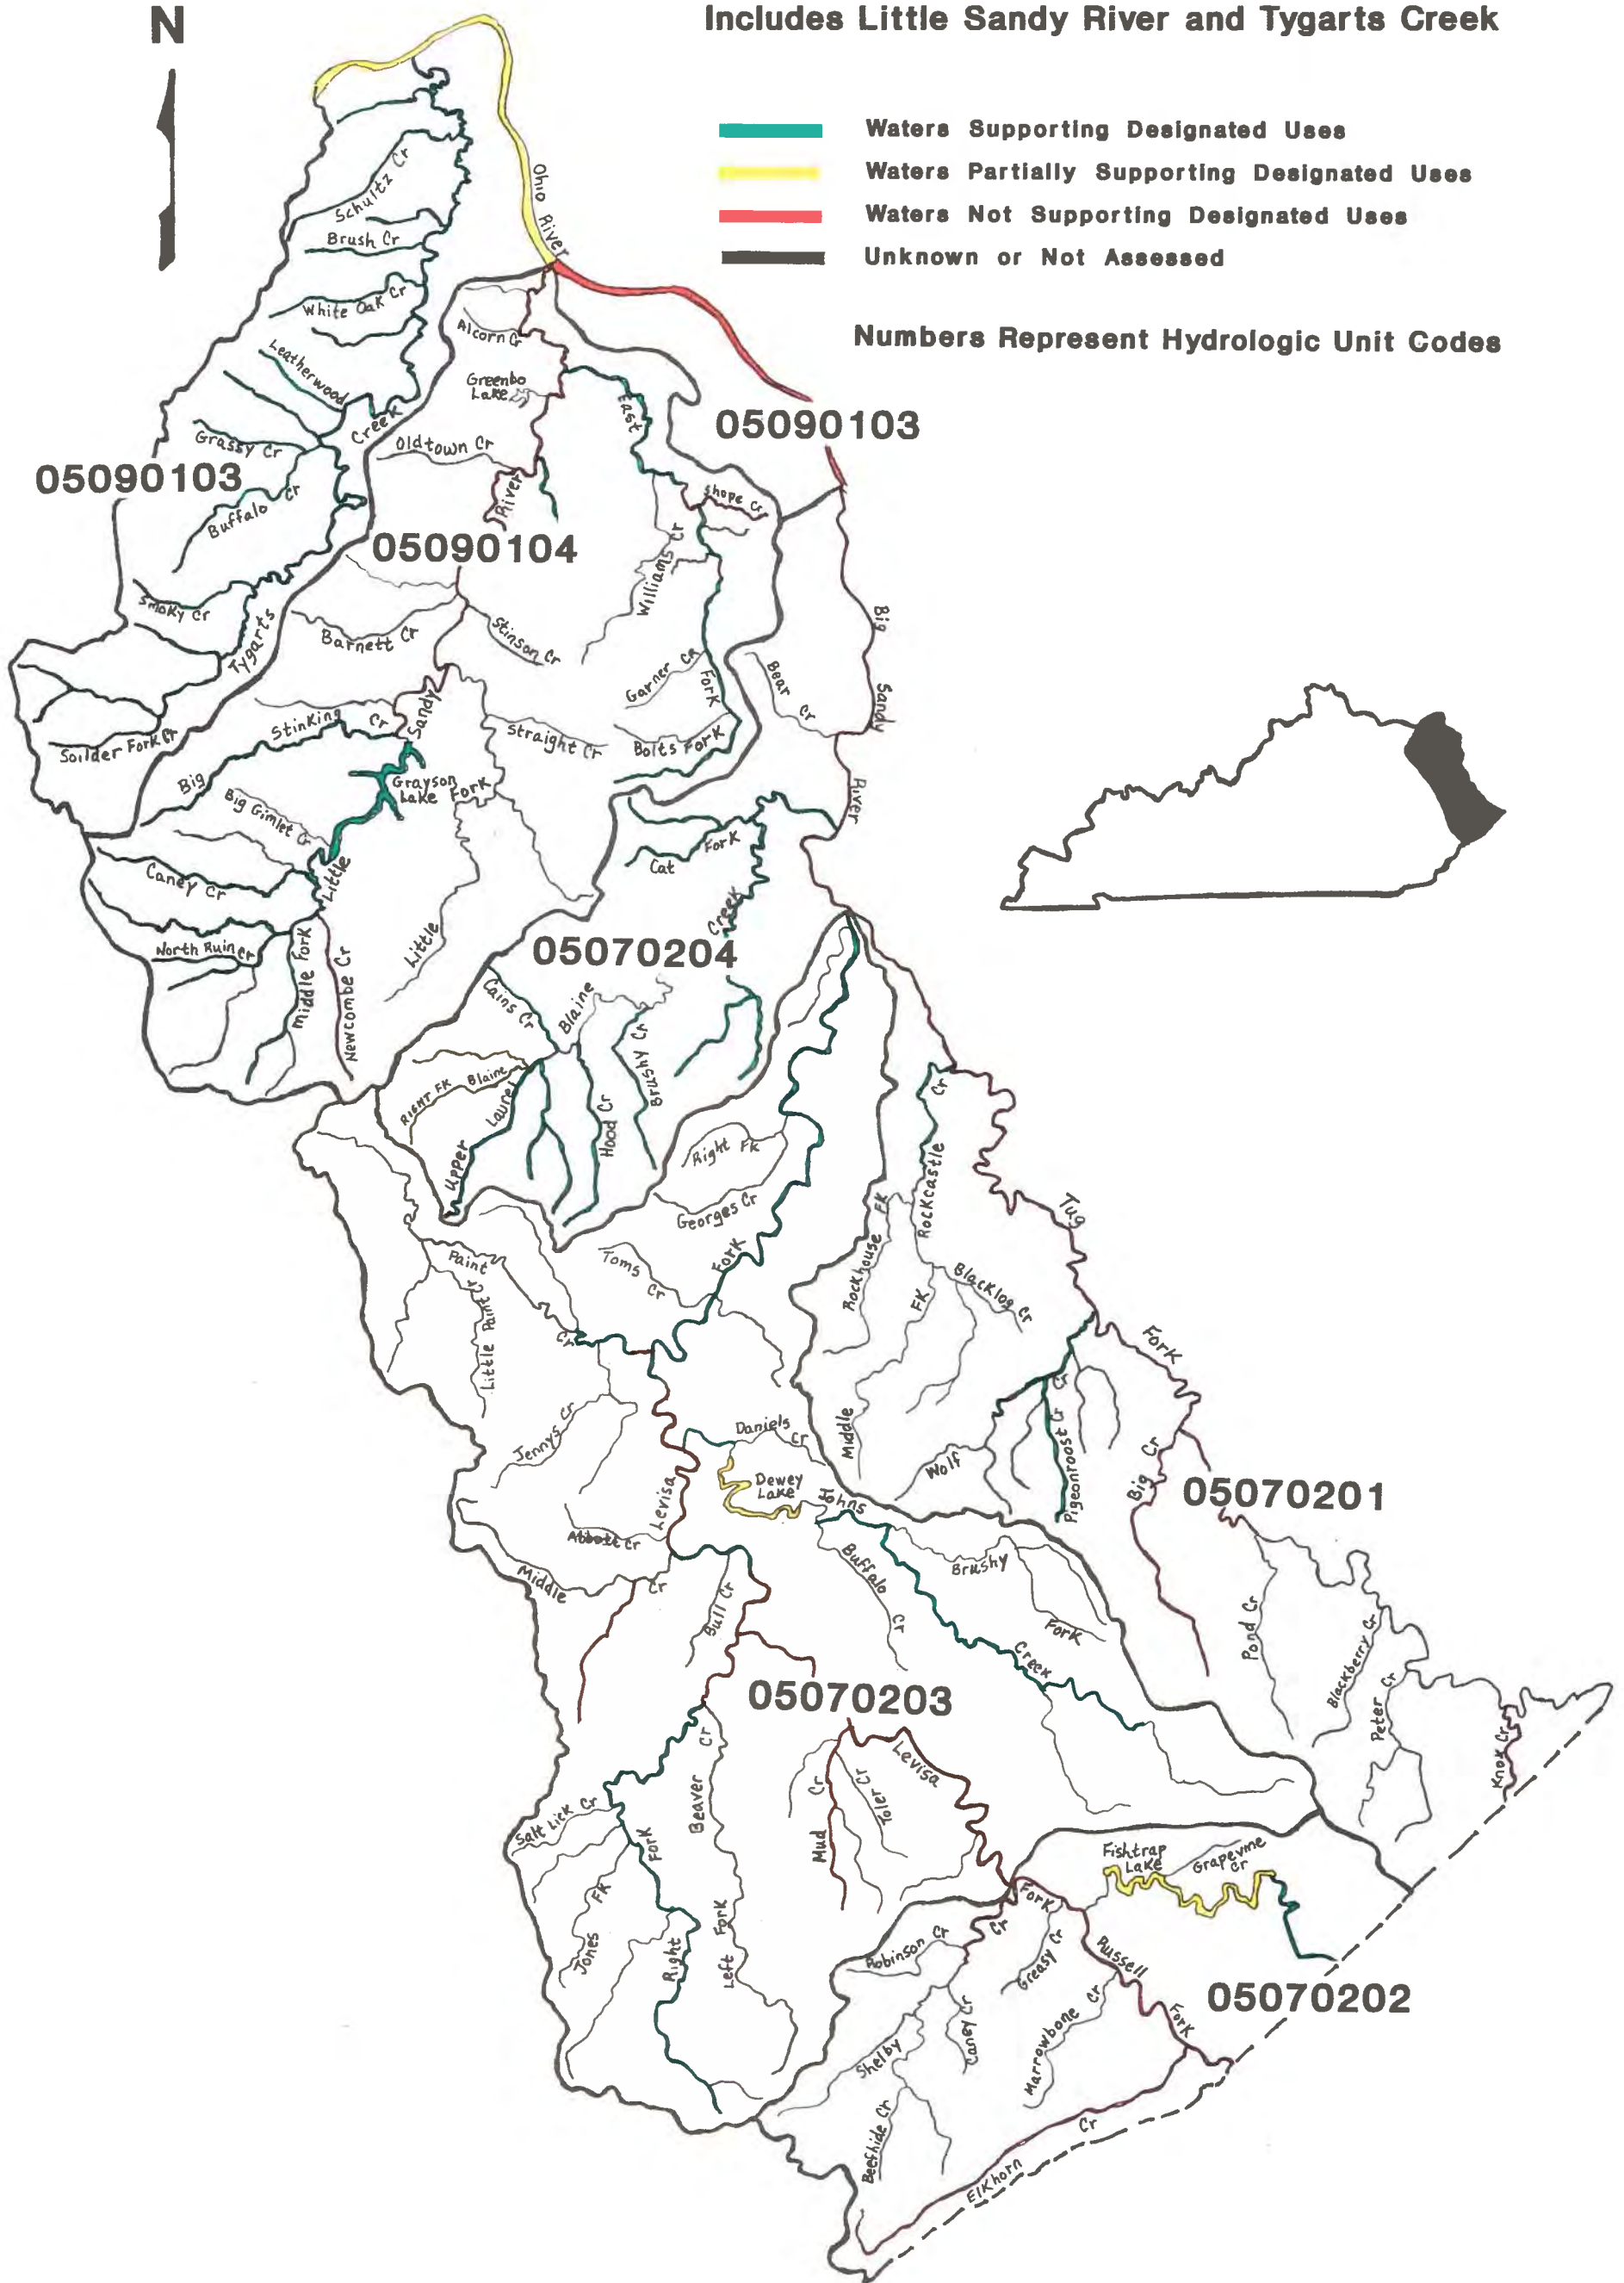 N
Includes Little Sandy River and Tygarts Creek
Waters Supporting Designated Uses
Waters Partially Supporting Designated Uses
Waters Not Supporting Designated Uses
Unknown or Not Assessed
Numbers Represent Hydrologic Unit Codes
Ohio River
Schultz Cr
Brush Cr
White Oak Cr
Leatherwood
Creek
Alcorn Cr
Greenbo
Lake
East
Oldtown Cr
Grassy Cr
05090103
05090103
Buffalo Cr
River
Shope Cr
05090104
Williams Cr
Smoky Cr
Tygarts
Barnett Cr
Stinson Cr
Garner Cr
Fork
Bear Cr
Big
Sandy
River
Soilder Fork Cr
Big
Stinking
Cr
Sandy
Straight Cr
Bolts Fork
Grayson
Lake
Fork
Big Gimlet Cr
Cat
Fork
Caney Cr
Little
Creek
North Ruin Cr
Middle Fork
Newcombe Cr
Little
05070204
Cains Cr
Blaine
Brushy Cr
RIGHT FK Blaine
Laurel
Upper
Hood Cr
Right Fk
Georges Cr
Cr
Rockcastle
Rockhouse FK
Tug
Paint
Cr
Little Paint Cr
Toms
Cr
Fork
FK
Blacklog Cr
Fork
Jennys Cr
Daniels
Cr
Middle
Wolf
Cr
Pigeonroost Cr
Big Cr
05070201
Levisa
Dewey
Lake
Johns
Abbott Cr
Middle
Cr
Bull Cr
Buffalo
Cr
Brushy
Fork
Creek
Pond Cr
Blackberry Cr
Peter Cr
Knox Cr
05070203
Levisa
Cr
Beaver
Mud
Cr
Toler Cr
Salt Lick Cr
Fork
Jones
FK
Right
Left
Fork
Fishtrap
Lake
Grapevine
Cr
Fork
Cr
Robinson Cr
Greasy Cr
Russell
Fork
05070202
Shelby
Caney Cr
Marrowbone Cr
Beefhide Cr
Elkhorn
Cr